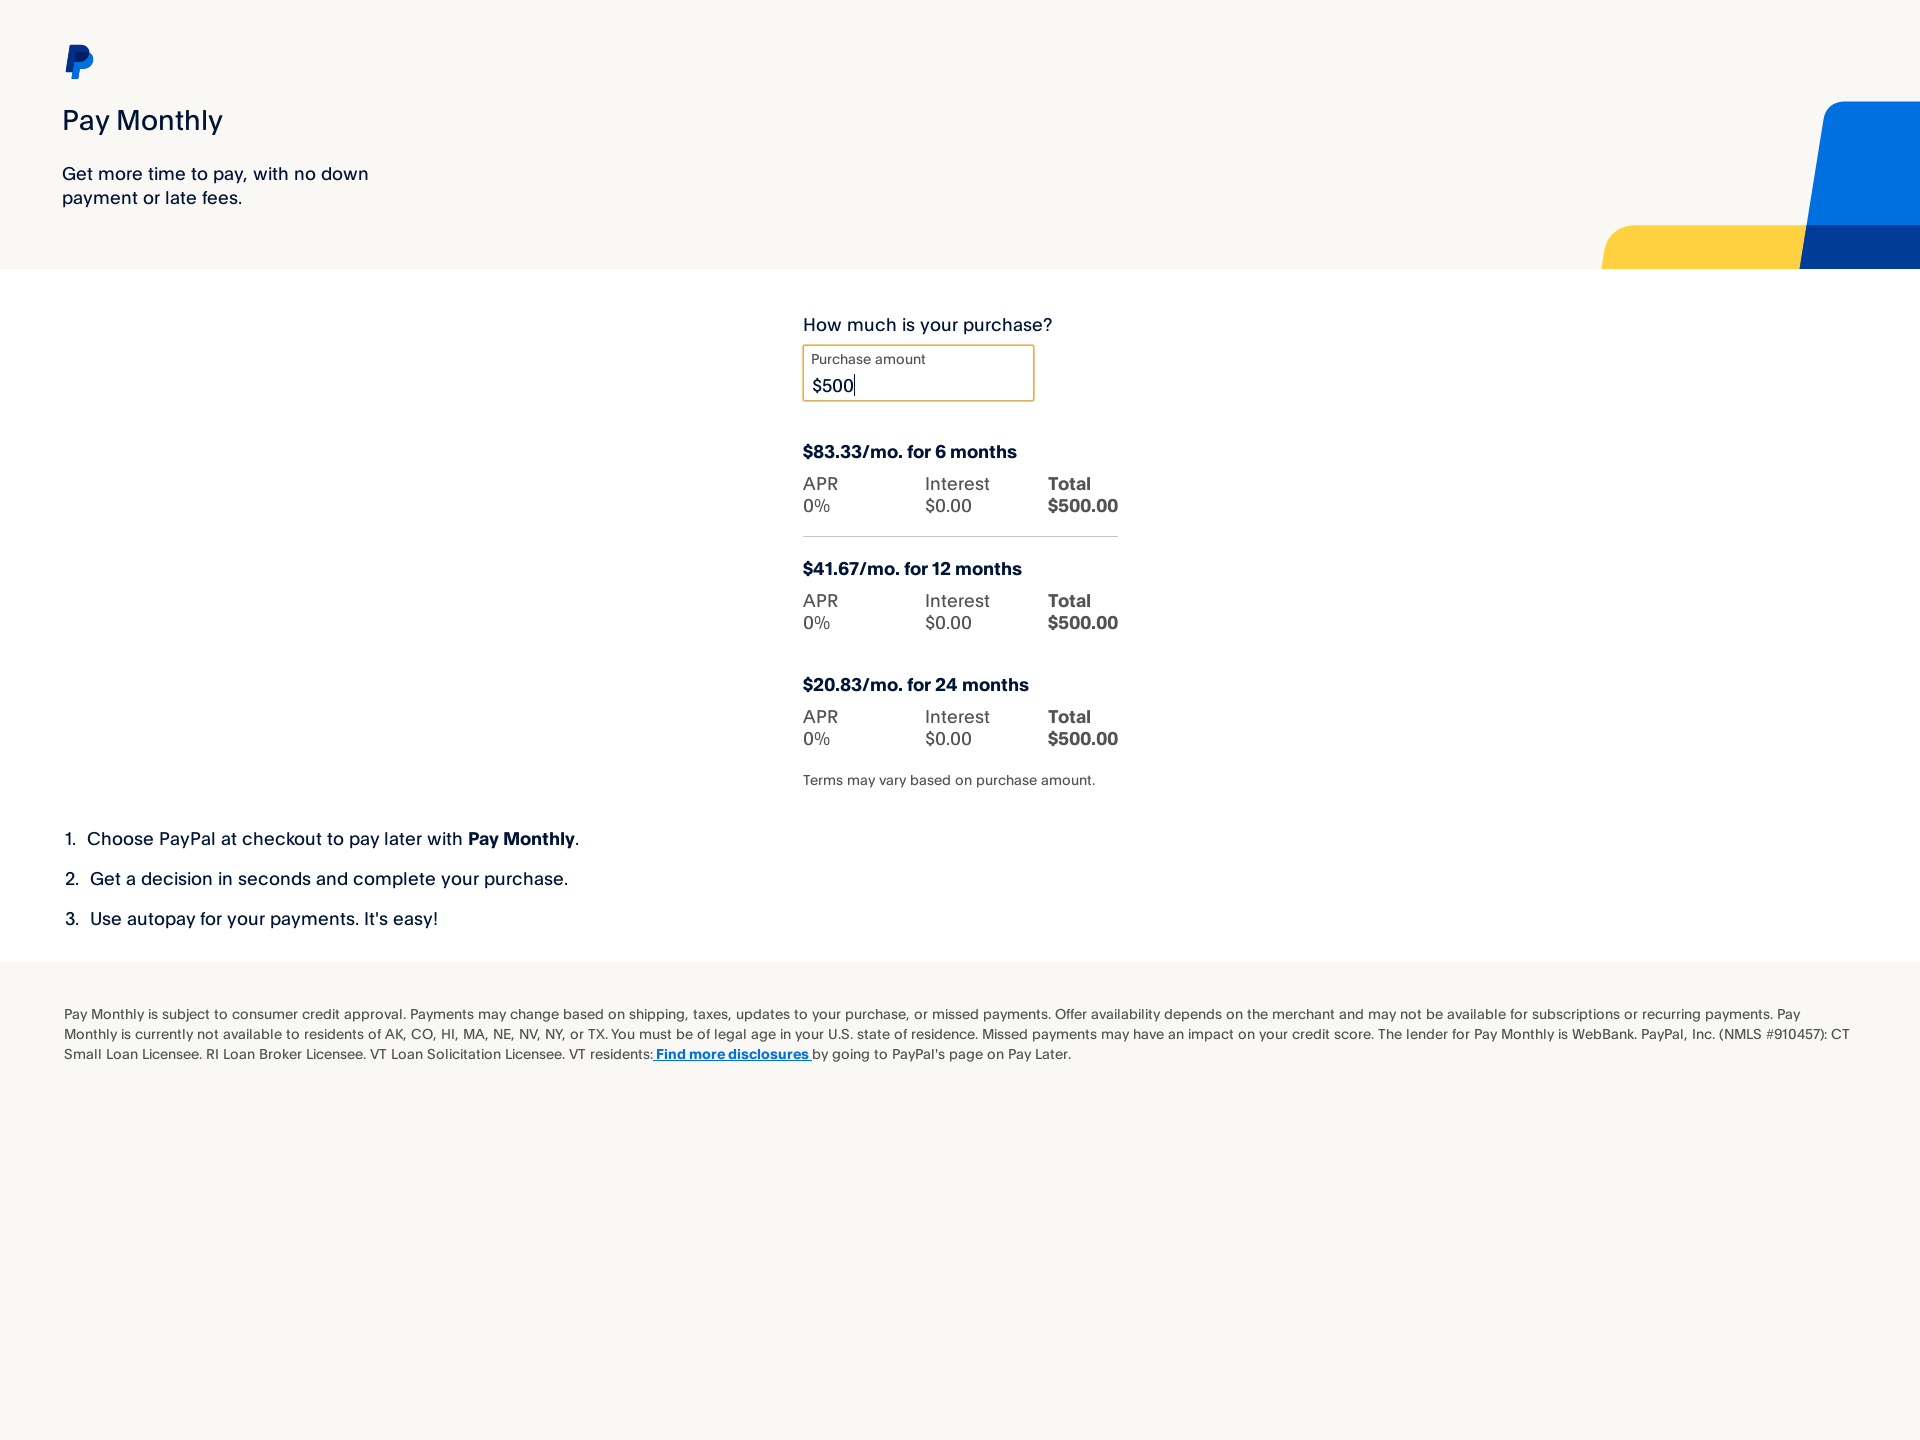 Pay Monthly
Get more time to pay, with no down
payment or late fees.
How much is your purchase?
Purchase amount
$500
$83.33/mo. for 6 months
APR Interest Total
0% $0.00 $500.00
$41.67/mo. for 12 months
APR Interest Total
0% $0.00 $500.00
$20.83/mo. for 24 months
APR Interest Total
0% $0.00 $500.00
Terms may vary based on purchase amount.
1. Choose PayPal at checkout to pay later with Pay Monthly.
2. Get a decision in seconds and complete your purchase.
3. Use autopay for your payments. It's easy!
Pay Monthly is subject to consumer credit approval. Payments may change based on shipping, taxes, updates to your purchase, or missed payments. Offer availability depends on the merchant and may not be available for subscriptions or recurring payments. Pay
Monthly is currently not available to residents of AK, CO, HI, MA, NE, NV, NY, or TX. You must be of legal age in your U.S. state of residence. Missed payments may have an impact on your credit score. The lender for Pay Monthly is WebBank. PayPal, Inc. (NMLS #910457): CT
Small Loan Licensee. RI Loan Broker Licensee. VT Loan Solicitation Licensee. VT residents: Find more disclosures by going to PayPal's page on Pay Later.